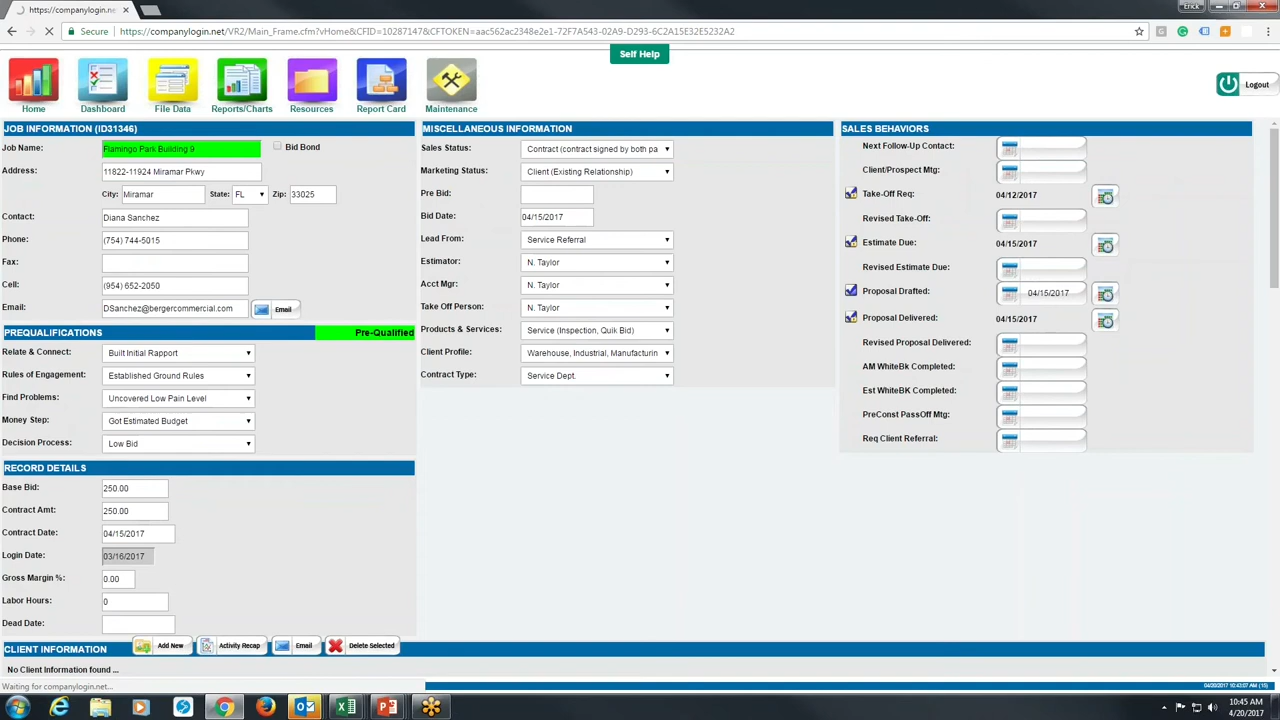 https://companylogin.net/
Erick
Secure https://companylogin.net/VR2/Main_Frame.cfm?vHome&CFID=10287147&CFTOKEN=aac562ac2348e2e1-72F7A543-02A9-D293-6C2A15E32E5232A2
Self Help
Home Dashboard File Data Reports/Charts Resources Report Card Maintenance Logout
JOB INFORMATION (ID31346)
Job Name: Flamingo Park Building 9 Bid Bond
Address: 11822-11924 Miramar Pkwy
City: Miramar State: FL Zip: 33025
Contact: Diana Sanchez
Phone: (754) 744-5015
Fax:
Cell: (954) 652-2050
Email: DSanchez@bergercommercial.com Email
PREQUALIFICATIONS Pre-Qualified
Relate & Connect: Built Initial Rapport
Rules of Engagement: Established Ground Rules
Find Problems: Uncovered Low Pain Level
Money Step: Got Estimated Budget
Decision Process: Low Bid
RECORD DETAILS
Base Bid: 250.00
Contract Amt: 250.00
Contract Date: 04/15/2017
Login Date: 03/16/2017
Gross Margin %: 0.00
Labor Hours: 0
Dead Date:
MISCELLANEOUS INFORMATION
Sales Status: Contract (contract signed by both pa
Marketing Status: Client (Existing Relationship)
Pre Bid:
Bid Date: 04/15/2017
Lead From: Service Referral
Estimator: N. Taylor
Acct Mgr: N. Taylor
Take Off Person: N. Taylor
Products & Services: Service (Inspection, Quik Bid)
Client Profile: Warehouse, Industrial, Manufacturin
Contract Type: Service Dept.
SALES BEHAVIORS
Next Follow-Up Contact:
Client/Prospect Mtg:
Take-Off Req: 04/12/2017
Revised Take-Off:
Estimate Due: 04/15/2017
Revised Estimate Due:
Proposal Drafted: 04/15/2017
Proposal Delivered: 04/15/2017
Revised Proposal Delivered:
AM WhiteBk Completed:
Est WhiteBK Completed:
PreConst PassOff Mtg:
Req Client Referral:
CLIENT INFORMATION Add New Activity Recap Email Delete Selected
No Client Information found ...
Waiting for companylogin.net...
04/20/2017 10:43:07 AM (15)
10:45 AM
4/20/2017